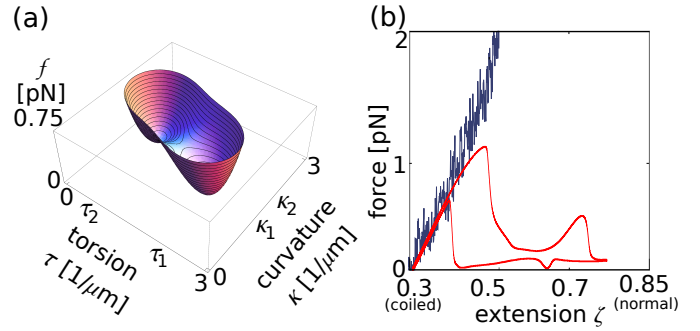 (a)
f
[pN]
0.75
0
0
τ2
torsion
τ1
τ [1/μm]
3
0
κ1
κ2
curvature
3
κ [1/μm]
(b)
2
force [pN]
1
0
0.3
0.5
0.7
0.85
(coiled)
extension ζ
(normal)